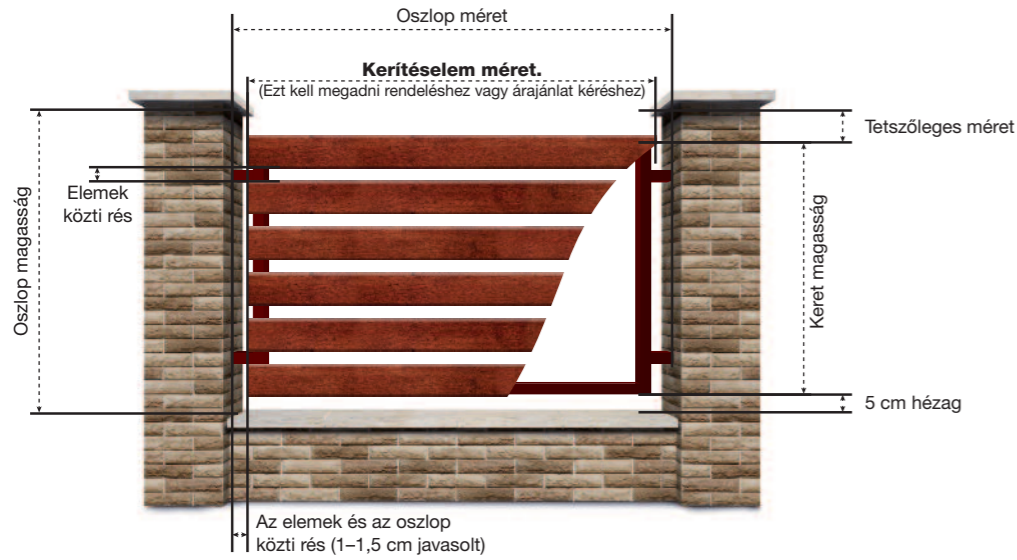 Oszlop méret
Kerítéselem méret.
(Ezt kell megadni rendeléshez vagy árajánlat kéréshez)
Tetszőleges méret
Elemek
közti rés
Oszlop magasság
Keret magasság
5 cm hézag
Az elemek és az oszlop
közti rés (1–1,5 cm javasolt)